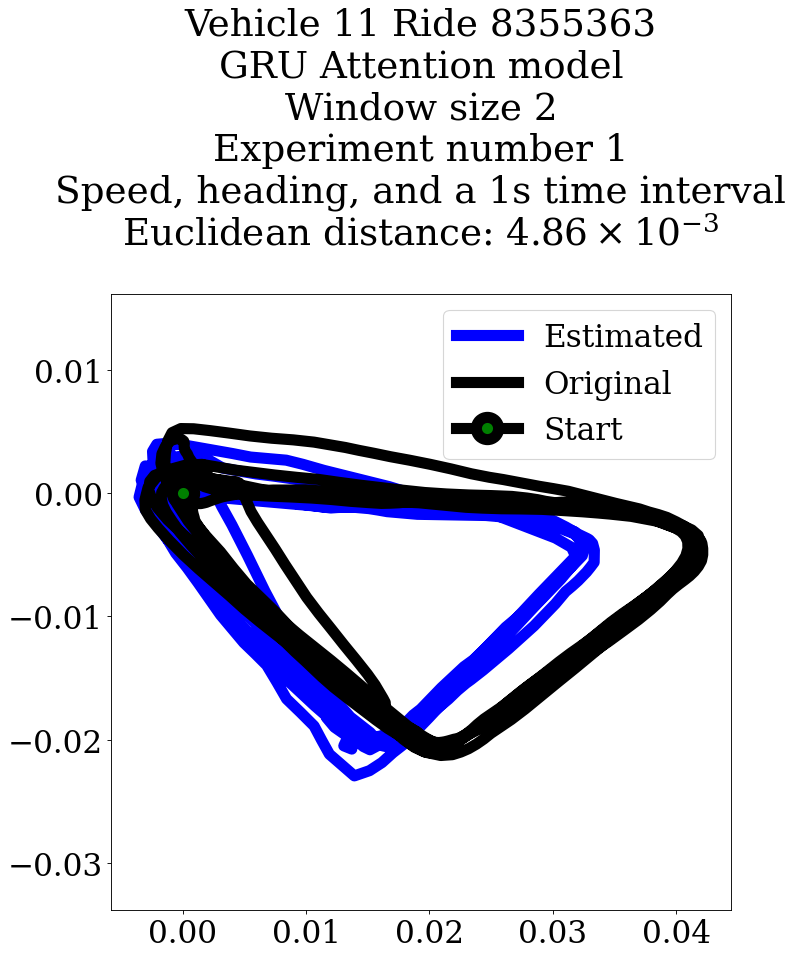 Vehicle 11 Ride 8355363
GRU Attention model
Window size 2
Experiment number 1
Speed, heading, and a 1s time interval
Euclidean distance: 4.86 × 10⁻³
Estimated
Original
Start
0.01
0.00
−0.01
−0.02
−0.03
0.00 0.01 0.02 0.03 0.04